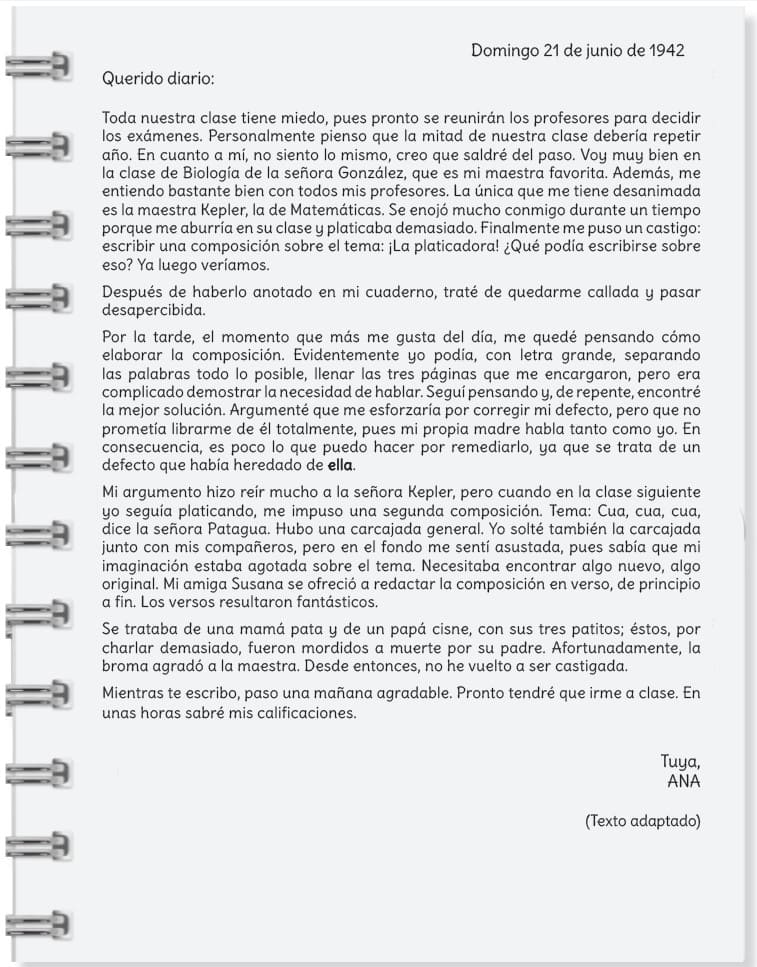 Domingo 21 de junio de 1942
Querido diario:
Toda nuestra clase tiene miedo, pues pronto se reunirán los profesores para decidir
los exámenes. Personalmente pienso que la mitad de nuestra clase debería repetir
año. En cuanto a mí, no siento lo mismo, creo que saldré del paso. Voy muy bien en
la clase de Biología de la señora González, que es mi maestra favorita. Además, me
entiendo bastante bien con todos mis profesores. La única que me tiene desanimada
es la maestra Kepler, la de Matemáticas. Se enojó mucho conmigo durante un tiempo
porque me aburría en su clase y platicaba demasiado. Finalmente me puso un castigo:
escribir una composición sobre el tema: ¡La platicadora! ¿Qué podía escribirse sobre
eso? Ya luego veríamos.
Después de haberlo anotado en mi cuaderno, traté de quedarme callada y pasar
desapercibida.
Por la tarde, el momento que más me gusta del día, me quedé pensando cómo
elaborar la composición. Evidentemente yo podía, con letra grande, separando
las palabras todo lo posible, llenar las tres páginas que me encargaron, pero era
complicado demostrar la necesidad de hablar. Seguí pensando y, de repente, encontré
la mejor solución. Argumenté que me esforzaría por corregir mi defecto, pero que no
prometía librarme de él totalmente, pues mi propia madre habla tanto como yo. En
consecuencia, es poco lo que puedo hacer por remediarlo, ya que se trata de un
defecto que había heredado de ella.
Mi argumento hizo reír mucho a la señora Kepler, pero cuando en la clase siguiente
yo seguía platicando, me impuso una segunda composición. Tema: Cua, cua, cua,
dice la señora Patagua. Hubo una carcajada general. Yo solté también la carcajada
junto con mis compañeros, pero en el fondo me sentí asustada, pues sabía que mi
imaginación estaba agotada sobre el tema. Necesitaba encontrar algo nuevo, algo
original. Mi amiga Susana se ofreció a redactar la composición en verso, de principio
a fin. Los versos resultaron fantásticos.
Se trataba de una mamá pata y de un papá cisne, con sus tres patitos; éstos, por
charlar demasiado, fueron mordidos a muerte por su padre. Afortunadamente, la
broma agradó a la maestra. Desde entonces, no he vuelto a ser castigada.
Mientras te escribo, paso una mañana agradable. Pronto tendré que irme a clase. En
unas horas sabré mis calificaciones.
Tuya,
ANA
(Texto adaptado)